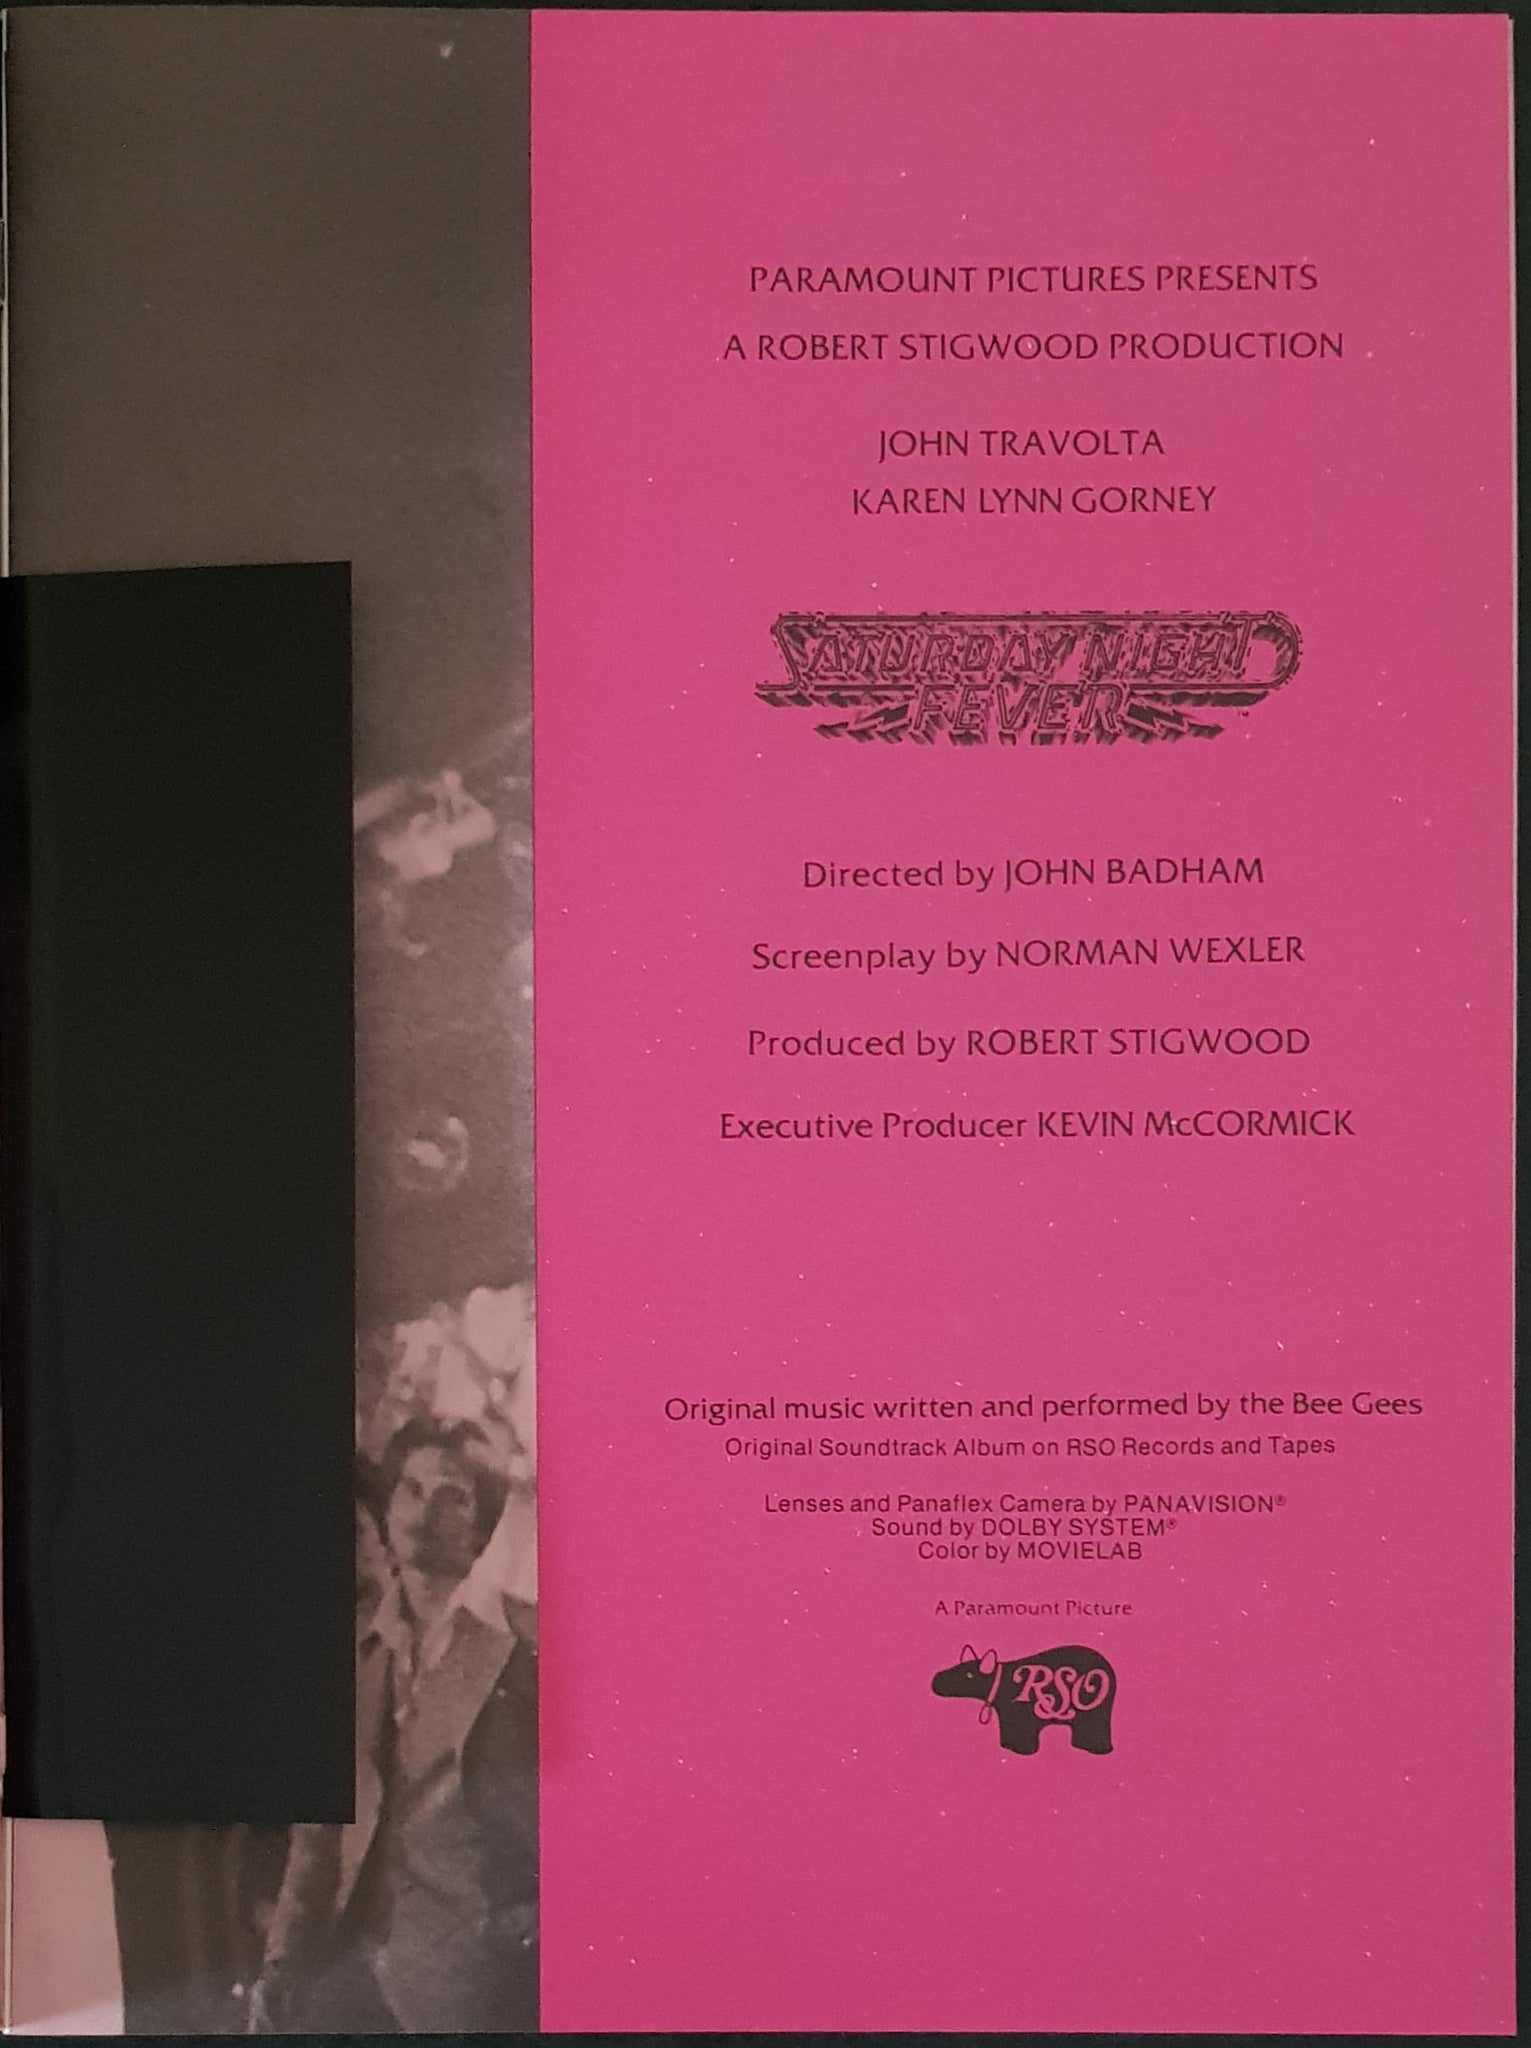 PARAMOUNT PICTURES PRESENTS
A ROBERT STIGWOOD PRODUCTION
JOHN TRAVOLTA
KAREN LYNN GORNEY
SATURDAY NIGHT
FEVER™
Directed by JOHN BADHAM
Screenplay by NORMAN WEXLER
Produced by ROBERT STIGWOOD
Executive Producer KEVIN McCORMICK
Original music written and performed by the Bee Gees
Original Soundtrack Album on RSO Records and Tapes
Lenses and Panaflex Camera by PANAVISION®
Sound by DOLBY SYSTEM®
Color by MOVIELAB
A Paramount Picture
RSO